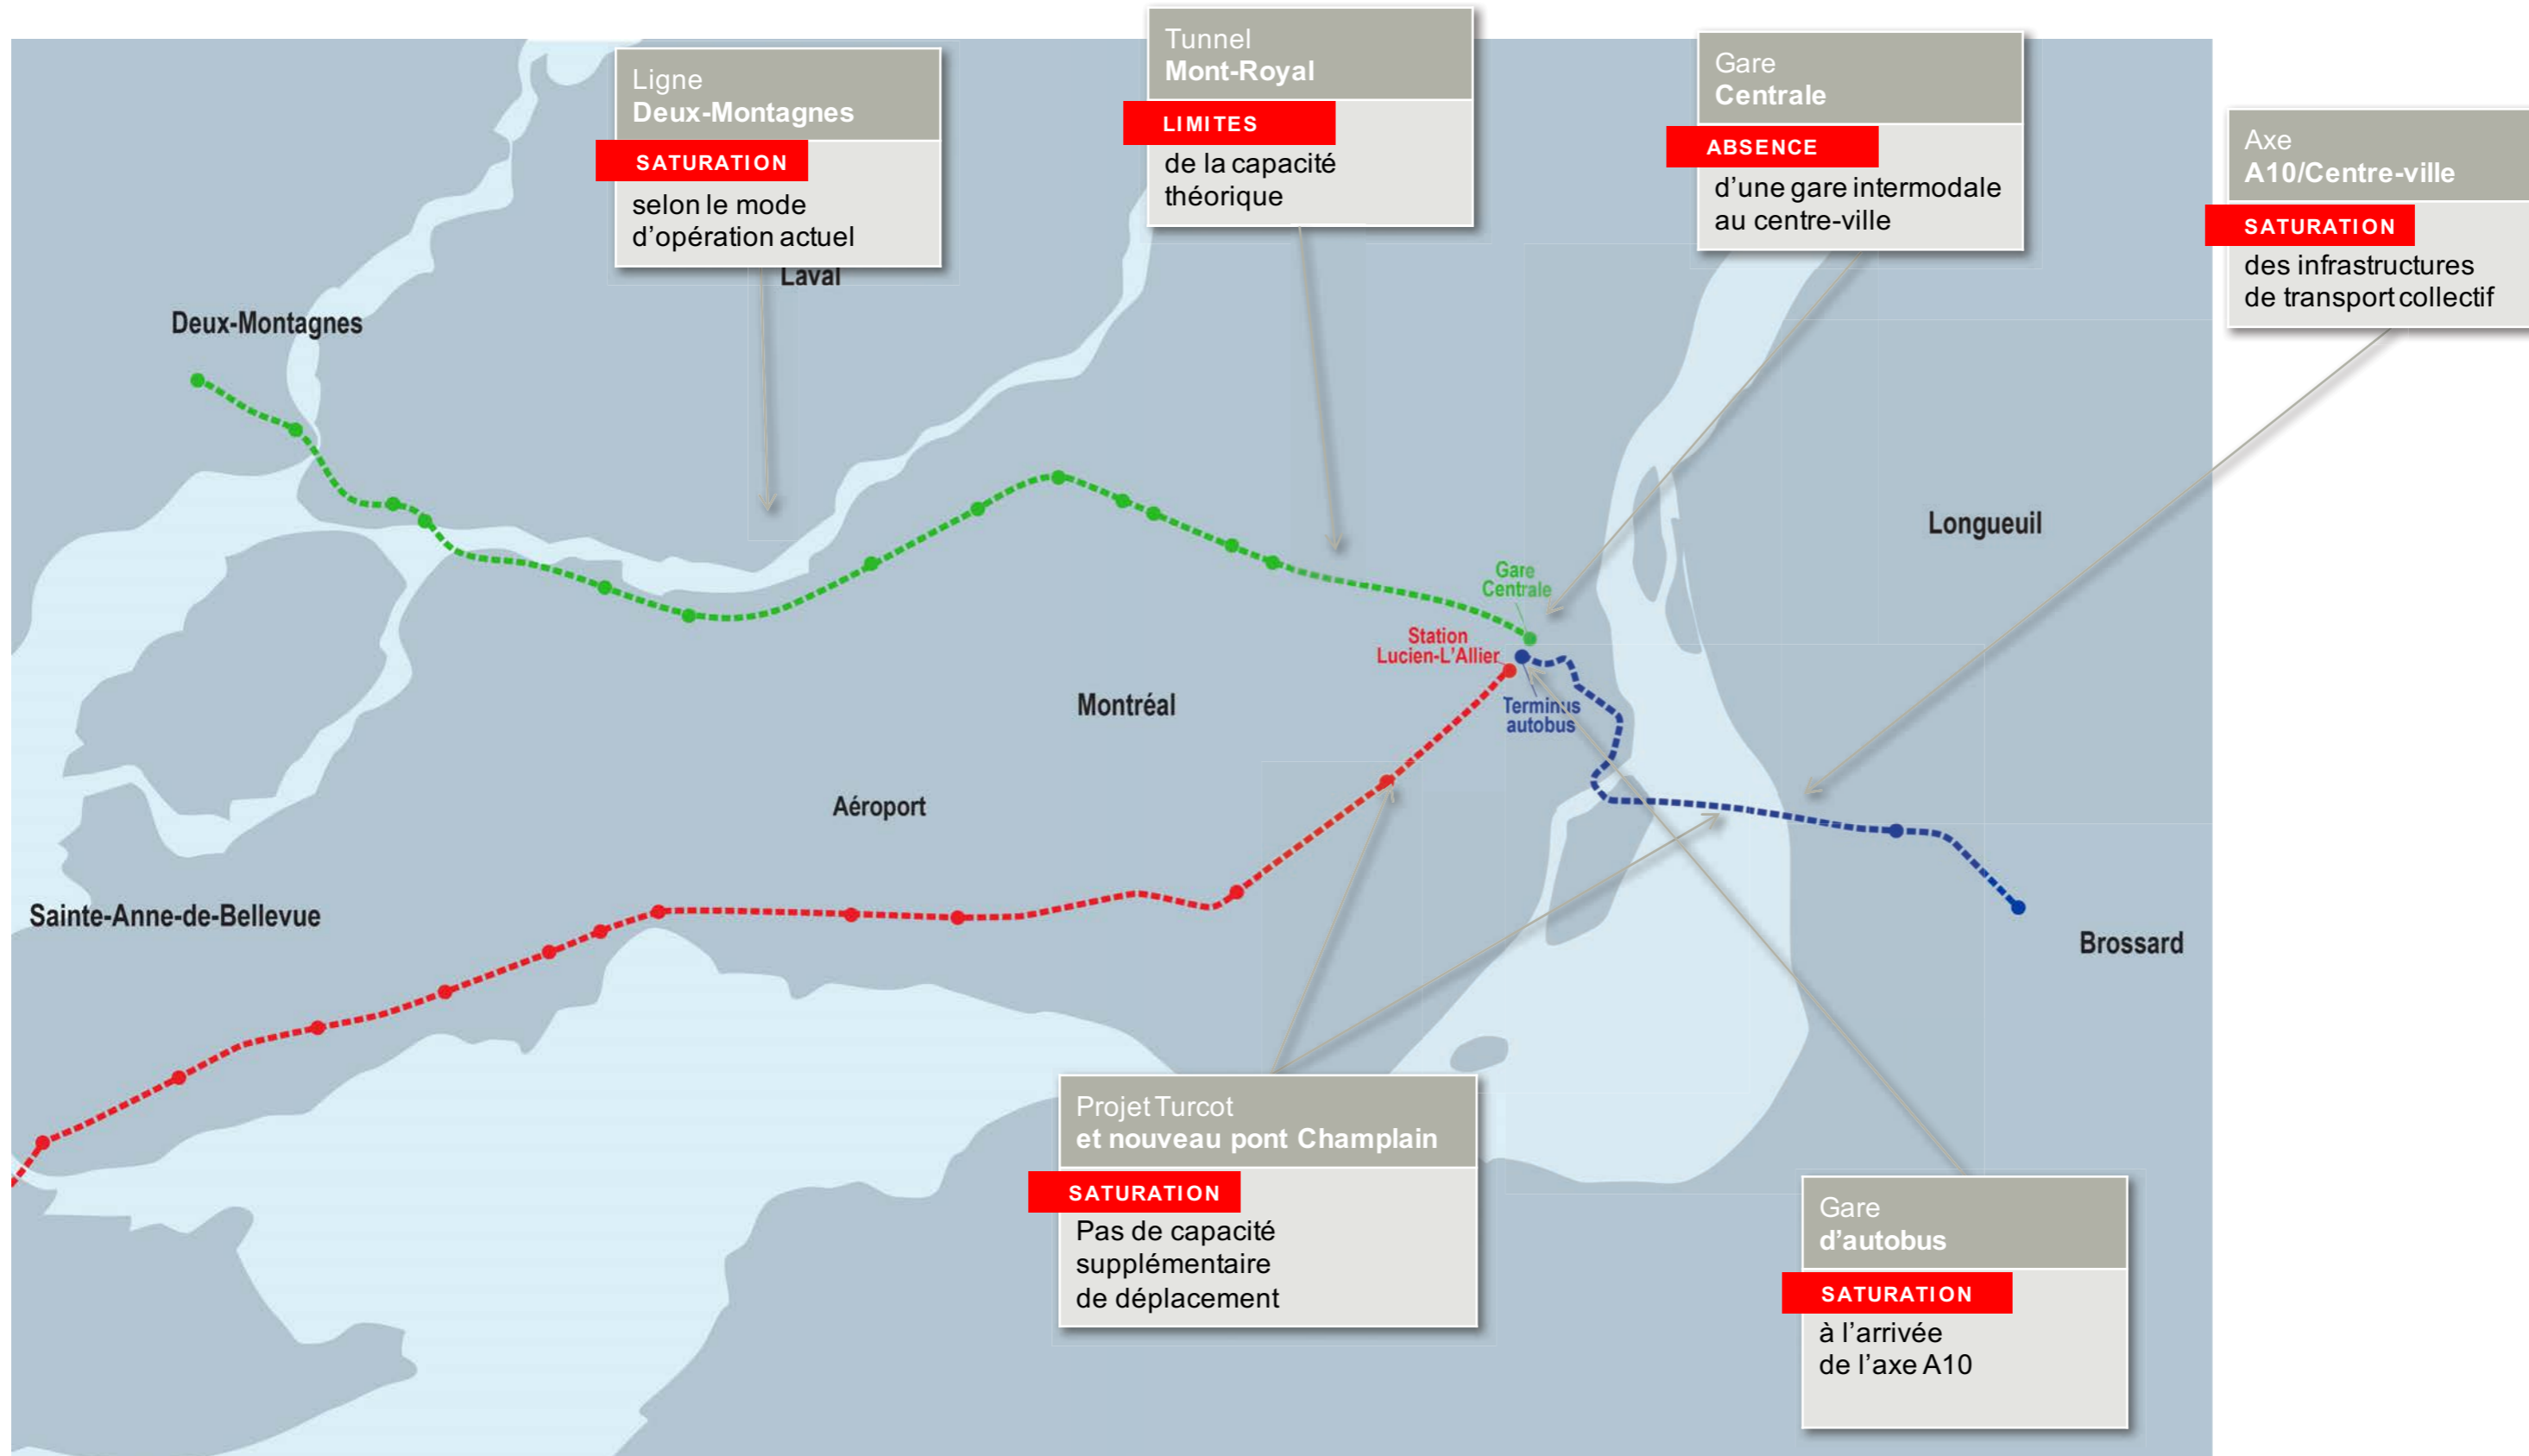 Ligne
Deux-Montagnes
SATURATION
selon le mode
d'opération actuel
Tunnel
Mont-Royal
LIMITES
de la capacité
théorique
Gare
Centrale
ABSENCE
d'une gare intermodale
au centre-ville
Axe
A10/Centre-ville
SATURATION
des infrastructures
de transport collectif
Laval
Deux-Montagnes
Longueuil
Gare
Centrale
Station
Lucien-L'Allier
Terminus
autobus
Montréal
Aéroport
Sainte-Anne-de-Bellevue
Brossard
Projet Turcot
et nouveau pont Champlain
SATURATION
Pas de capacité
supplémentaire
de déplacement
Gare
d'autobus
SATURATION
à l'arrivée
de l'axe A10